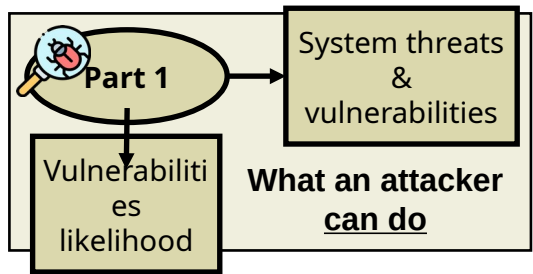 Part 1
System threats
&
vulnerabilities
Vulnerabiliti
es
likelihood
What an attacker
can do